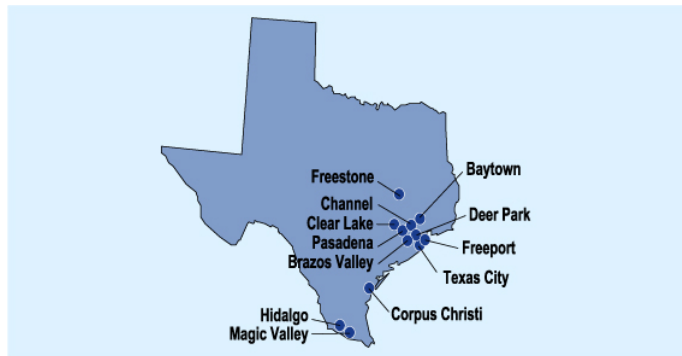 Freestone
Baytown
Channel
Deer Park
Clear Lake
Pasadena
Freeport
Brazos Valley
Texas City
Corpus Christi
Hidalgo
Magic Valley